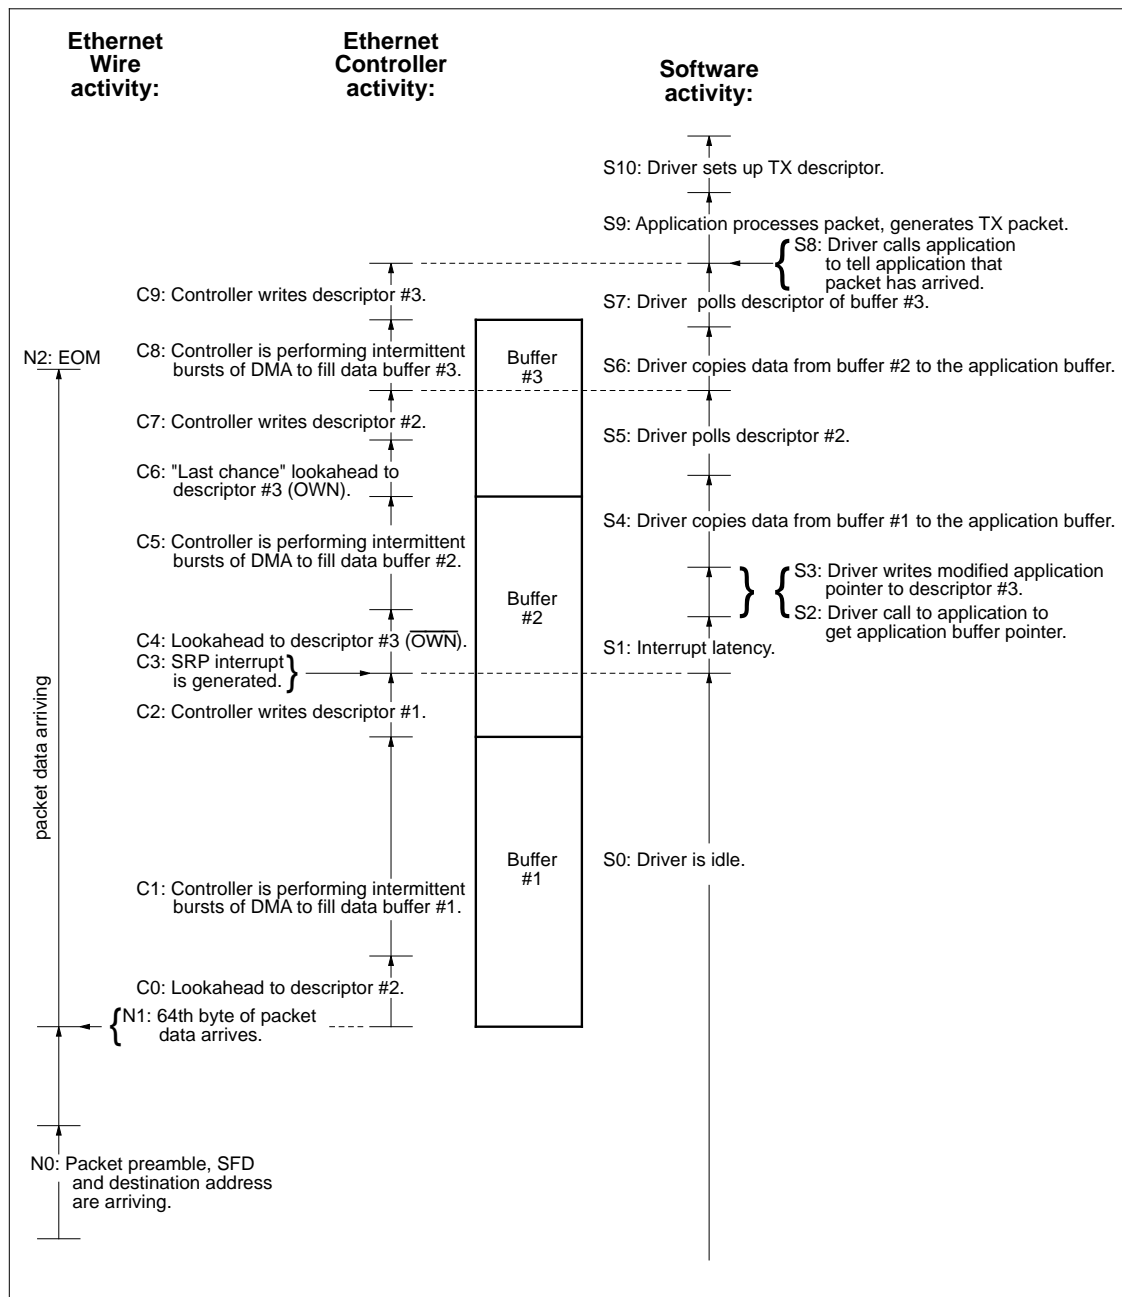 Ethernet
Wire
activity:
Ethernet
Controller
activity:
Software
activity:
S10: Driver sets up TX descriptor.
S9: Application processes packet, generates TX packet.
S8: Driver calls application
to tell application that
packet has arrived.
S7: Driver polls descriptor of buffer #3.
S6: Driver copies data from buffer #2 to the application buffer.
S5: Driver polls descriptor #2.
S4: Driver copies data from buffer #1 to the application buffer.
S3: Driver writes modified application
pointer to descriptor #3.
S2: Driver call to application to
get application buffer pointer.
S1: Interrupt latency.
S0: Driver is idle.
C9: Controller writes descriptor #3.
C8: Controller is performing intermittent
bursts of DMA to fill data buffer #3.
C7: Controller writes descriptor #2.
C6: "Last chance" lookahead to
descriptor #3 (OWN).
C5: Controller is performing intermittent
bursts of DMA to fill data buffer #2.
C4: Lookahead to descriptor #3 (O̅W̅N̅).
C3: SRP interrupt
is generated.
C2: Controller writes descriptor #1.
C1: Controller is performing intermittent
bursts of DMA to fill data buffer #1.
C0: Lookahead to descriptor #2.
Buffer
#3
Buffer
#2
Buffer
#1
N2: EOM
packet data arriving
N1: 64th byte of packet
data arrives.
N0: Packet preamble, SFD
and destination address
are arriving.